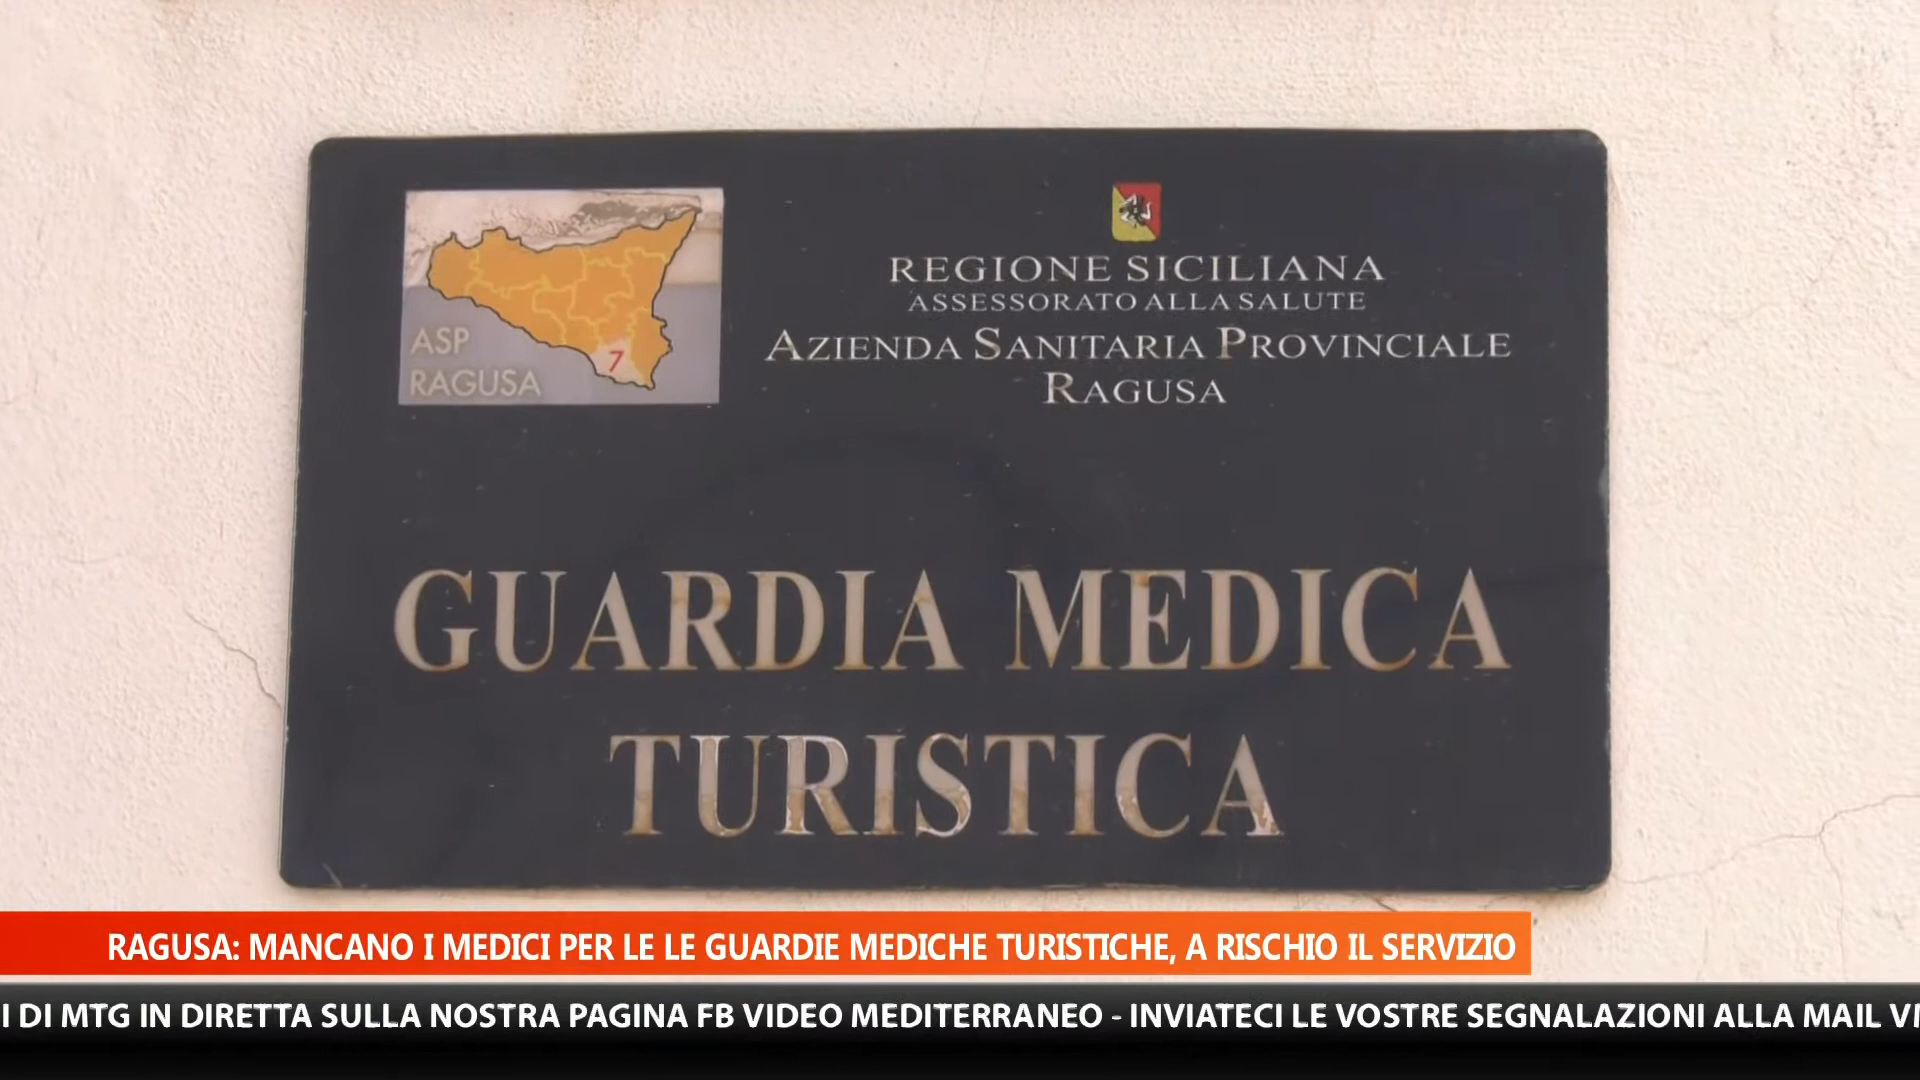 ASP
RAGUSA
7
REGIONE SICILIANA
ASSESSORATO ALLA SALUTE
AZIENDA SANITARIA PROVINCIALE
RAGUSA
GUARDIA MEDICA
TURISTICA
RAGUSA: MANCANO I MEDICI PER LE LE GUARDIE MEDICHE TURISTICHE, A RISCHIO IL SERVIZIO
I DI MTG IN DIRETTA SULLA NOSTRA PAGINA FB VIDEO MEDITERRANEO - INVIATECI LE VOSTRE SEGNALAZIONI ALLA MAIL